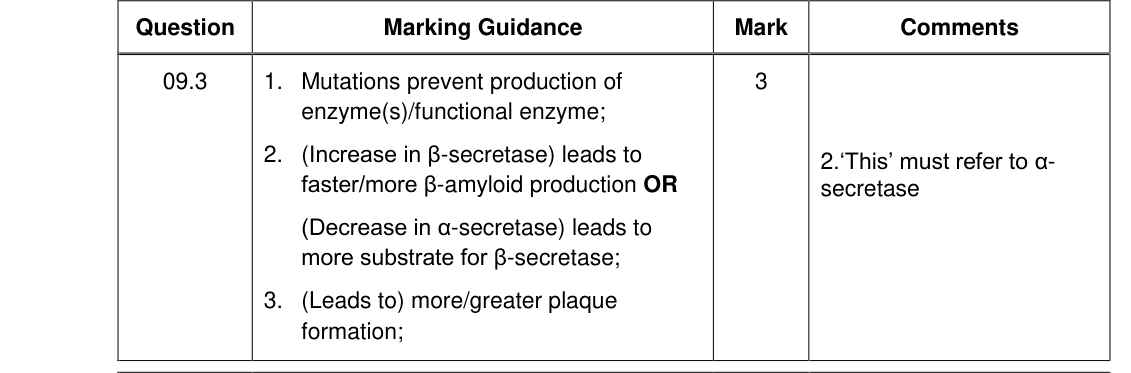 Question Marking Guidance Mark Comments
09.3 1. Mutations prevent production of 3
enzyme(s)/functional enzyme;
2. (Increase in β-secretase) leads to
faster/more β-amyloid production OR
2.‘This’ must refer to α-
secretase
(Decrease in α-secretase) leads to
more substrate for β-secretase;
3. (Leads to) more/greater plaque
formation;